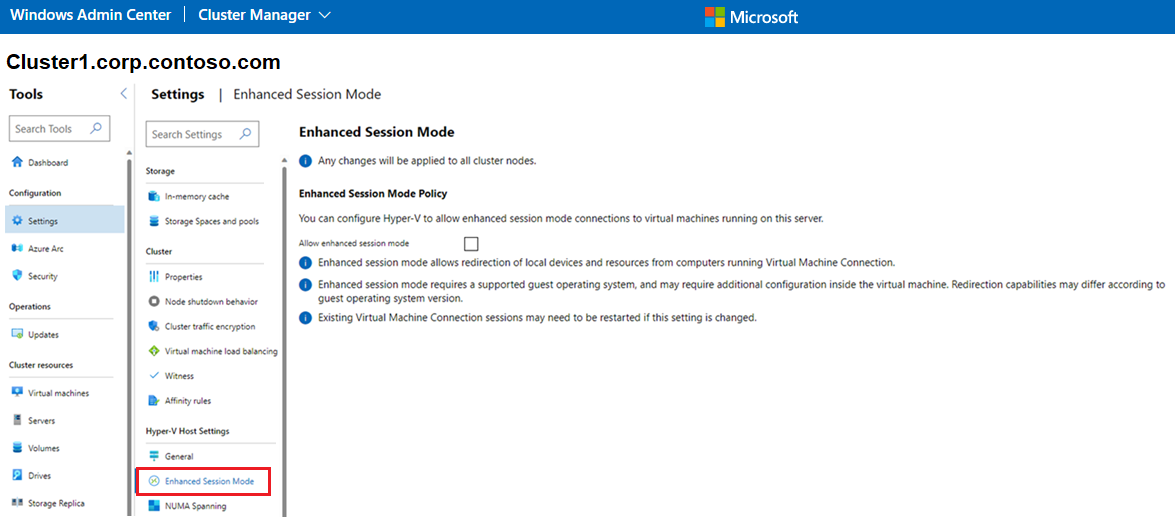 Windows Admin Center | Cluster Manager
Microsoft
Cluster1.corp.contoso.com
Tools
Search Tools
Dashboard
Configuration
Settings
Azure Arc
Security
Operations
Updates
Cluster resources
Virtual machines
Servers
Volumes
Drives
Storage Replica
Settings | Enhanced Session Mode
Search Settings
Storage
In-memory cache
Storage Spaces and pools
Cluster
Properties
Node shutdown behavior
Cluster traffic encryption
Virtual machine load balancing
Witness
Affinity rules
Hyper-V Host Settings
General
Enhanced Session Mode
NUMA Spanning
Enhanced Session Mode
Any changes will be applied to all cluster nodes.
Enhanced Session Mode Policy
You can configure Hyper-V to allow enhanced session mode connections to virtual machines running on this server.
Allow enhanced session mode
Enhanced session mode allows redirection of local devices and resources from computers running Virtual Machine Connection.
Enhanced session mode requires a supported guest operating system, and may require additional configuration inside the virtual machine. Redirection capabilities may differ according to
guest operating system version.
Existing Virtual Machine Connection sessions may need to be restarted if this setting is changed.